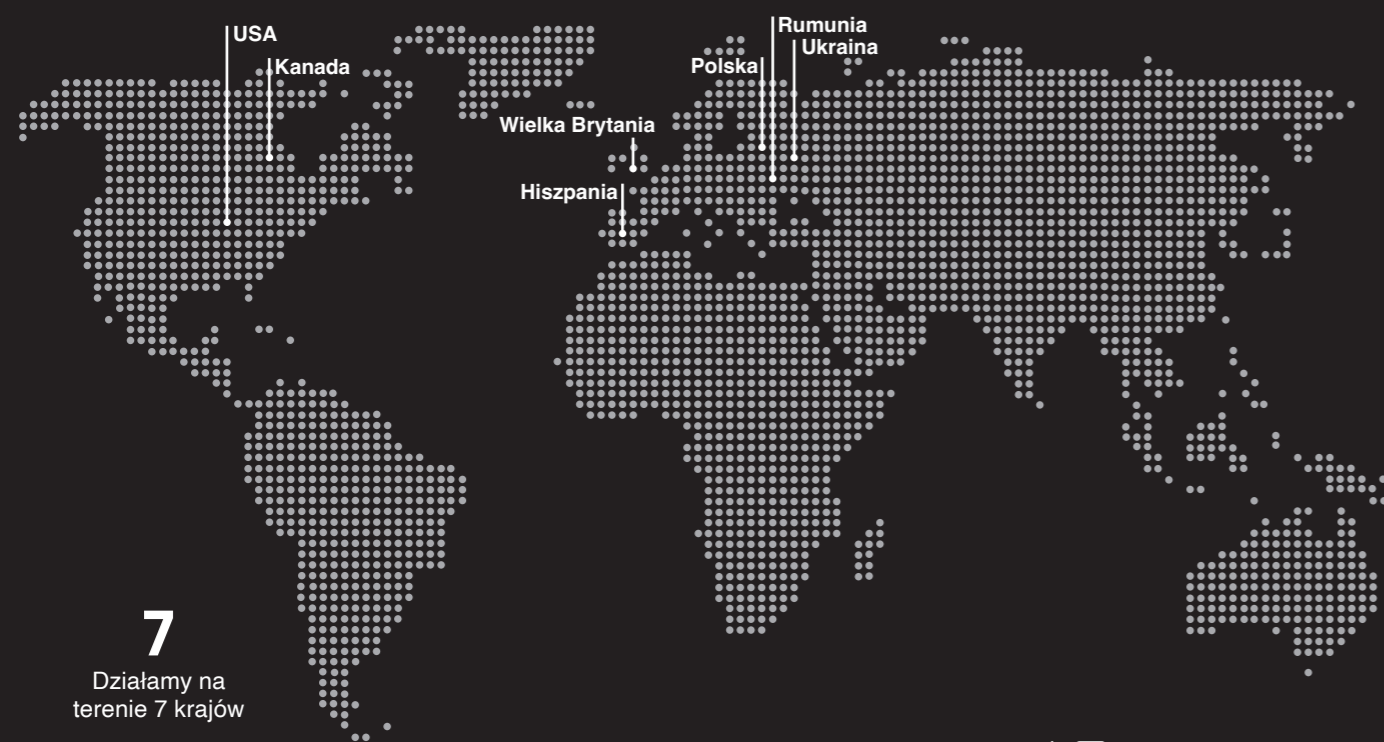 Rumunia
USA
Ukraina
Kanada
Polska
Wielka Brytania
Hiszpania
7
Działamy na
terenie 7 krajów